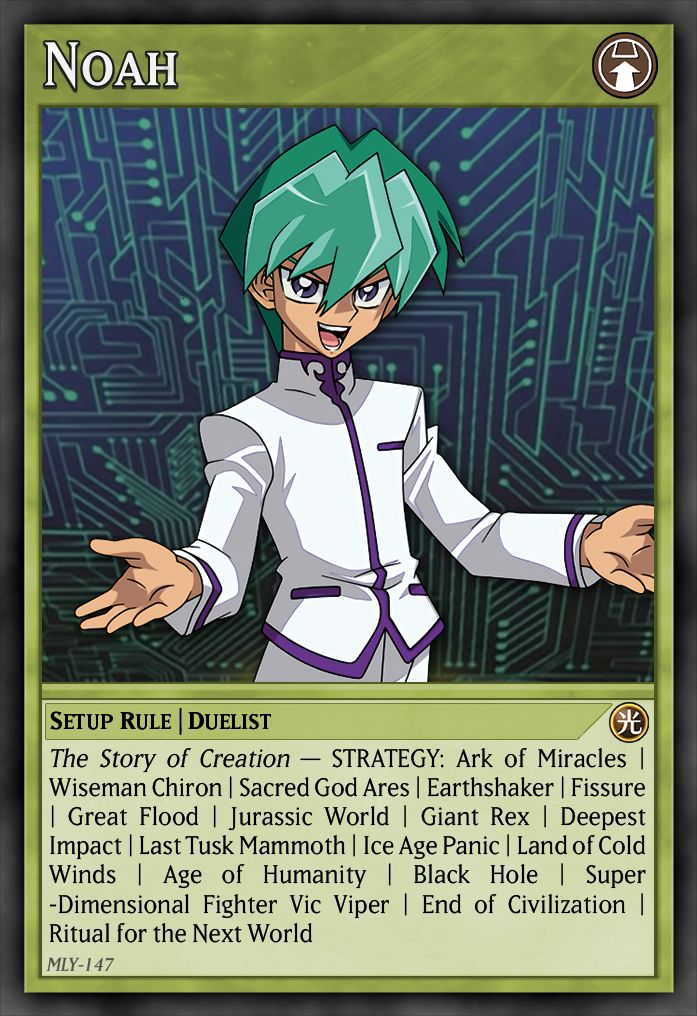 NOAH
SETUP RULE | DUELIST
光
The Story of Creation — STRATEGY: Ark of Miracles |
Wiseman Chiron | Sacred God Ares | Earthshaker | Fissure
| Great Flood | Jurassic World | Giant Rex | Deepest
Impact | Last Tusk Mammoth | Ice Age Panic | Land of Cold
Winds | Age of Humanity | Black Hole | Super
-Dimensional Fighter Vic Viper | End of Civilization |
Ritual for the Next World
MLY-147